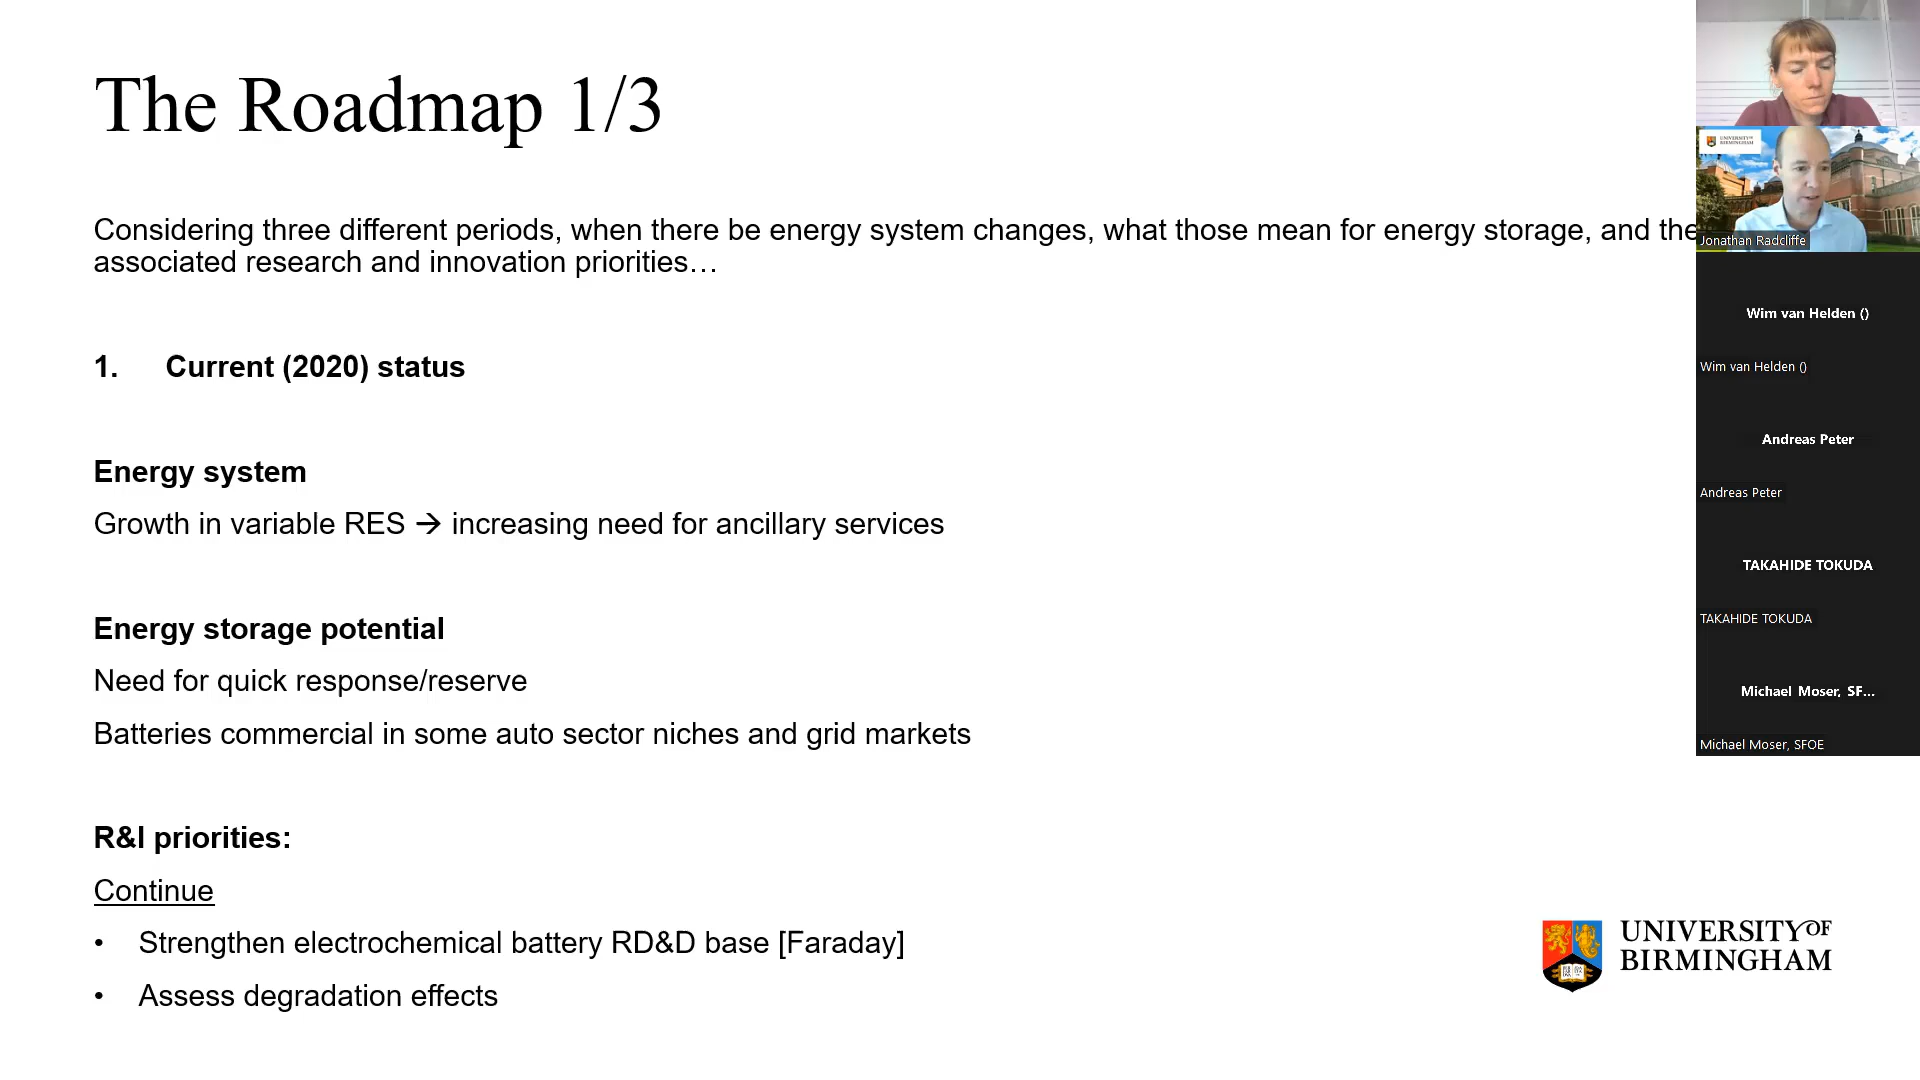 The Roadmap 1/3
Considering three different periods, when there be energy system changes, what those mean for energy storage, and the
associated research and innovation priorities…
1. Current (2020) status
Energy system
Growth in variable RES → increasing need for ancillary services
Energy storage potential
Need for quick response/reserve
Batteries commercial in some auto sector niches and grid markets
R&I priorities:
Continue
• Strengthen electrochemical battery RD&D base [Faraday]
• Assess degradation effects
UNIVERSITY OF
BIRMINGHAM
UNIVERSITY OF
BIRMINGHAM
Jonathan Radcliffe
Wim van Helden ()
Wim van Helden ()
Andreas Peter
Andreas Peter
TAKAHIDE TOKUDA
TAKAHIDE TOKUDA
Michael Moser, SF...
Michael Moser, SFOE